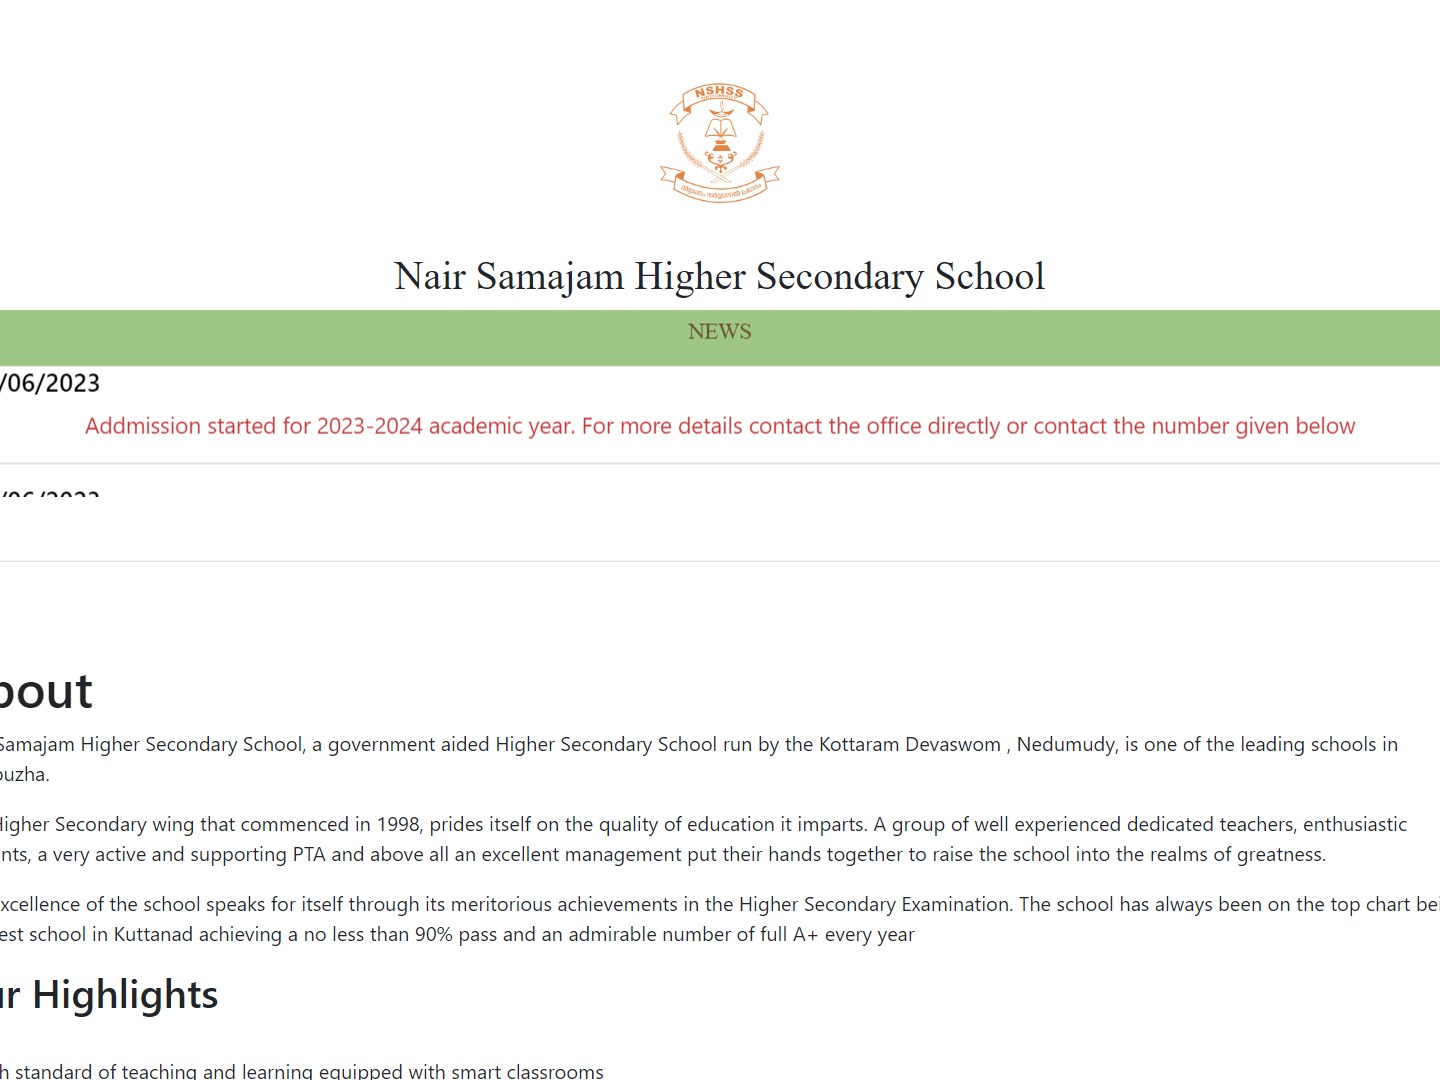 NSHSS
Nair Samajam Higher Secondary School
NEWS
/06/2023
Addmission started for 2023-2024 academic year. For more details contact the office directly or contact the number given below
/06/2023
bout
Samajam Higher Secondary School, a government aided Higher Secondary School run by the Kottaram Devaswom , Nedumudy, is one of the leading schools in
puzha.
Higher Secondary wing that commenced in 1998, prides itself on the quality of education it imparts. A group of well experienced dedicated teachers, enthusiastic
nts, a very active and supporting PTA and above all an excellent management put their hands together to raise the school into the realms of greatness.
xcellence of the school speaks for itself through its meritorious achievements in the Higher Secondary Examination. The school has always been on the top chart bei
est school in Kuttanad achieving a no less than 90% pass and an admirable number of full A+ every year
ur Highlights
h standard of teaching and learning equipped with smart classrooms